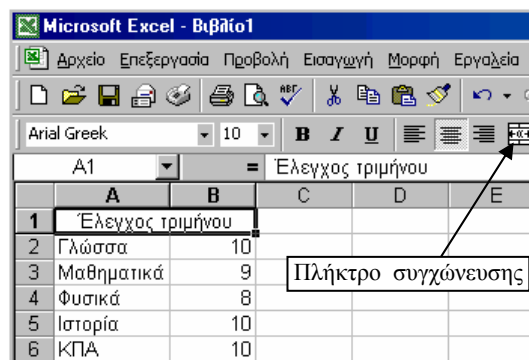 Microsoft Excel - Βιβλίο1
Αρχείο Επεξεργασία Προβολή Εισαγωγή Μορφή Εργαλεία
ABC
Arial Greek 10 B I U
A1 = Έλεγχος τριμήνου
A B C D E
1 Έλεγχος τριμήνου
2 Γλώσσα 10
3 Μαθηματικά 9
Πλήκτρο συγχώνευσης
4 Φυσικά 8
5 Ιστορία 10
6 ΚΠΑ 10